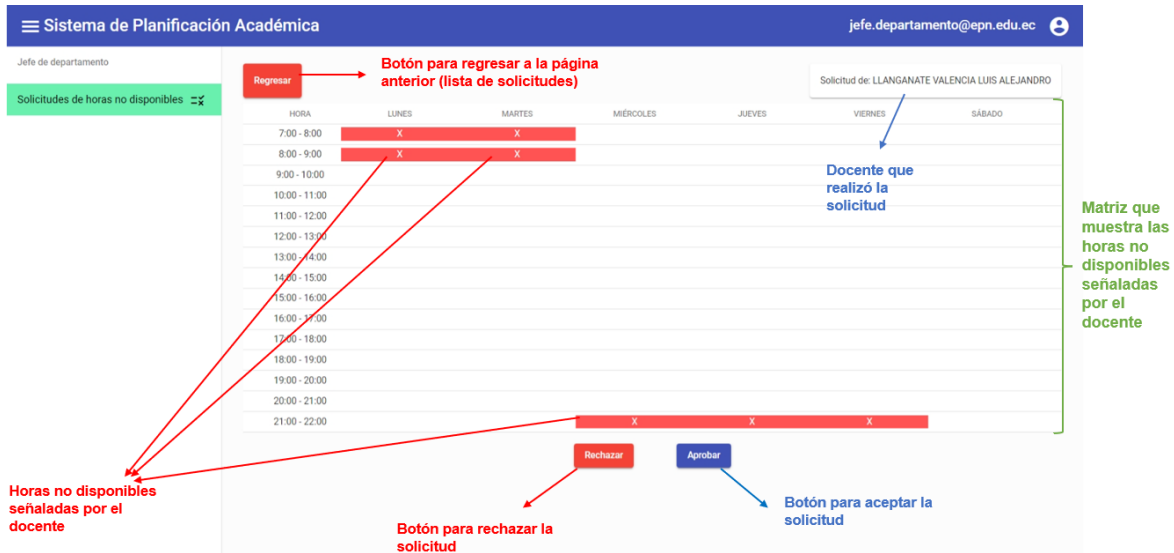 Sistema de Planificación Académica
jefe.departamento@epn.edu.ec
Jefe de departamento
Solicitudes de horas no disponibles
Regresar
Botón para regresar a la página
anterior (lista de solicitudes)
Solicitud de: LLANGANATE VALENCIA LUIS ALEJANDRO
HORA LUNES MARTES MIÉRCOLES JUEVES VIERNES SÁBADO
7:00 - 8:00 X X
8:00 - 9:00 X X
9:00 - 10:00
10:00 - 11:00
11:00 - 12:00
12:00 - 13:00
13:00 - 14:00
14:00 - 15:00
15:00 - 16:00
16:00 - 17:00
17:00 - 18:00
18:00 - 19:00
19:00 - 20:00
20:00 - 21:00
21:00 - 22:00 X X X
Docente que
realizó la
solicitud
Matriz que
muestra las
horas no
disponibles
señaladas
por el
docente
Rechazar
Aprobar
Horas no disponibles
señaladas por el
docente
Botón para rechazar la
solicitud
Botón para aceptar la
solicitud